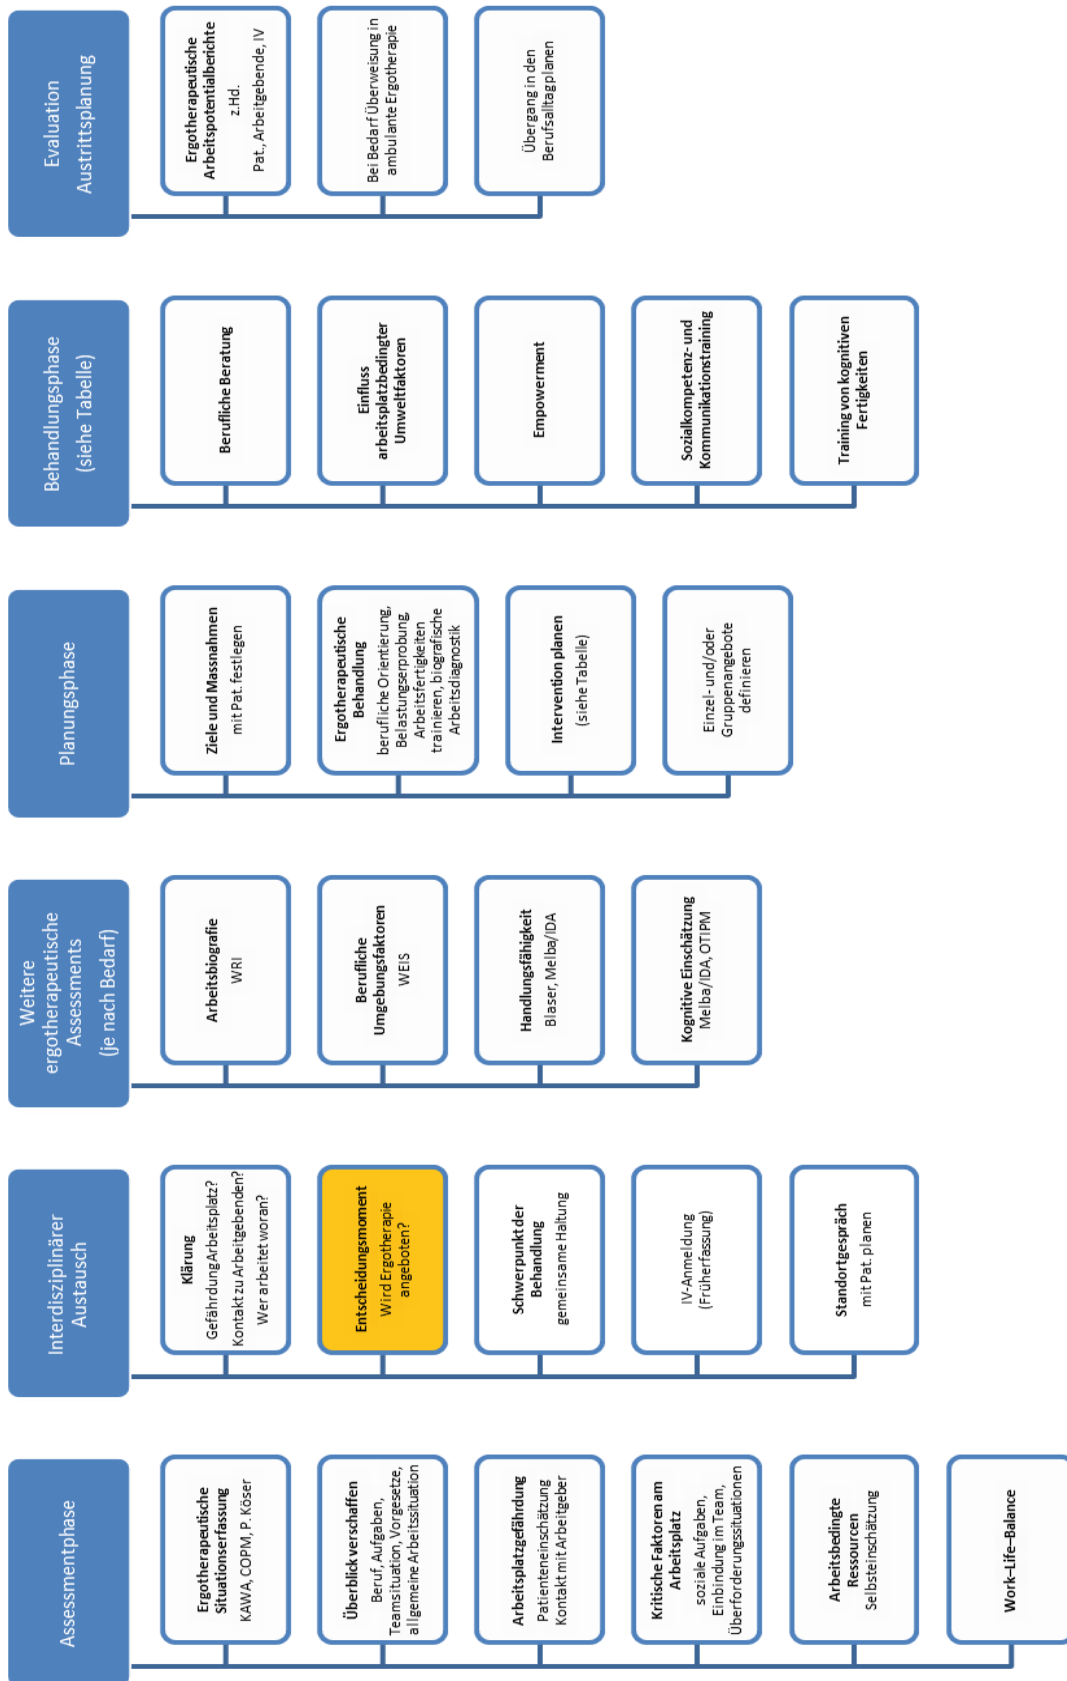 Assessmentphase
Ergotherapeutische
Situationserfassung
KAWA, COPM, P. Köser
Überblick verschaffen
Beruf, Aufgaben,
Teamsituation, Vorgesetze,
allgemeine Arbeitssituation
Arbeitsplatzgefährdung
Patienteneinschätzung
Kontakt mit Arbeitgeber
Kritische Faktoren am
Arbeitsplatz
soziale Aufgaben,
Einbindung im Team,
Überforderungssituationen
Arbeitsbedingte
Ressourcen
Selbsteinschätzung
Work–Life–Balance
Interdisziplinärer
Austausch
Klärung
Gefährdung Arbeitsplatz?
Kontakt zu Arbeitgebenden?
Wer arbeitet woran?
Entscheidungsmoment
Wird Ergotherapie
angeboten?
Schwerpunkt der
Behandlung
gemeinsame Haltung
IV-Anmeldung
(Früherfassung)
Standortgespräch
mit Pat. planen
Weitere
ergotherapeutische
Assessments
(je nach Bedarf)
Arbeitsbiografie
WRI
Berufliche
Umgebungsfaktoren
WEIS
Handlungsfähigkeit
Blaser, Melba/IDA
Kognitive Einschätzung
Melba/IDA, OTIPM
Planungsphase
Ziele und Massnahmen
mit Pat. festlegen
Ergotherapeutische
Behandlung
berufliche Orientierung,
Belastungserprobung,
Arbeitsfertigkeiten
trainieren, biografische
Arbeitsdiagnostik
Intervention planen
(siehe Tabelle)
Einzel- und/oder
Gruppenangebote
definieren
Behandlungsphase
(siehe Tabelle)
Berufliche Beratung
Einfluss
arbeitsplatzbedingter
Umweltfaktoren
Empowerment
Sozialkompetenz- und
Kommunikationstraining
Training von kognitiven
Fertigkeiten
Evaluation
Austrittsplanung
Ergotherapeutische
Arbeitspotentialberichte
z.Hd.
Pat., Arbeitgebende, IV
Bei Bedarf Überweisung in
ambulante Ergotherapie
Übergang in den
Berufsalltag planen